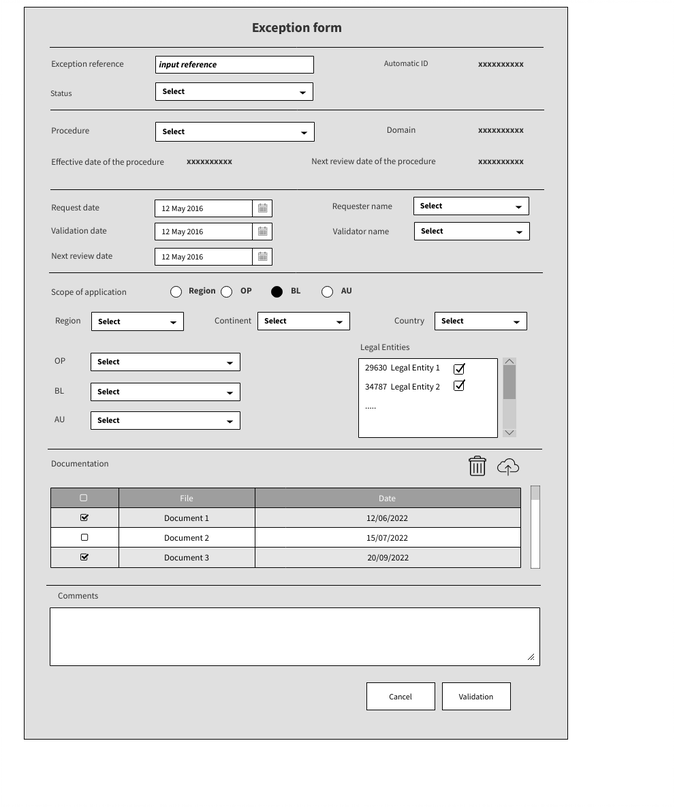 Exception form
Exception reference input reference Automatic ID xxxxxxxxxx
Status Select
Procedure Select Domain xxxxxxxxxx
Effective date of the procedure xxxxxxxxxx Next review date of the procedure xxxxxxxxxx
Request date 12 May 2016 Requester name Select
Validation date 12 May 2016 Validator name Select
Next review date 12 May 2016
Scope of application Region OP BL AU
Region Select Continent Select Country Select
Legal Entities
OP Select 29630 Legal Entity 1
34787 Legal Entity 2
BL Select
.....
AU Select
Documentation
File Date
Document 1 12/06/2022
Document 2 15/07/2022
Document 3 20/09/2022
Comments
Cancel Validation